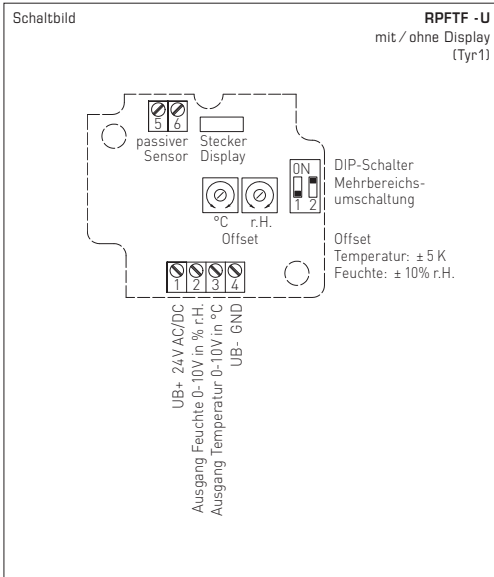 Schaltbild
RPFTF - U
mit / ohne Display
(Tyr1)
5 6
passiver Sensor
Stecker Display
ON
1 2
DIP-Schalter
Mehrbereichs-
umschaltung
°C r.H.
Offset
Offset
Temperatur: ± 5 K
Feuchte: ± 10% r.H.
1 2 3 4
UB+ 24V AC/DC
Ausgang Feuchte 0-10V in % r.H.
Ausgang Temperatur 0-10V in °C
UB- GND